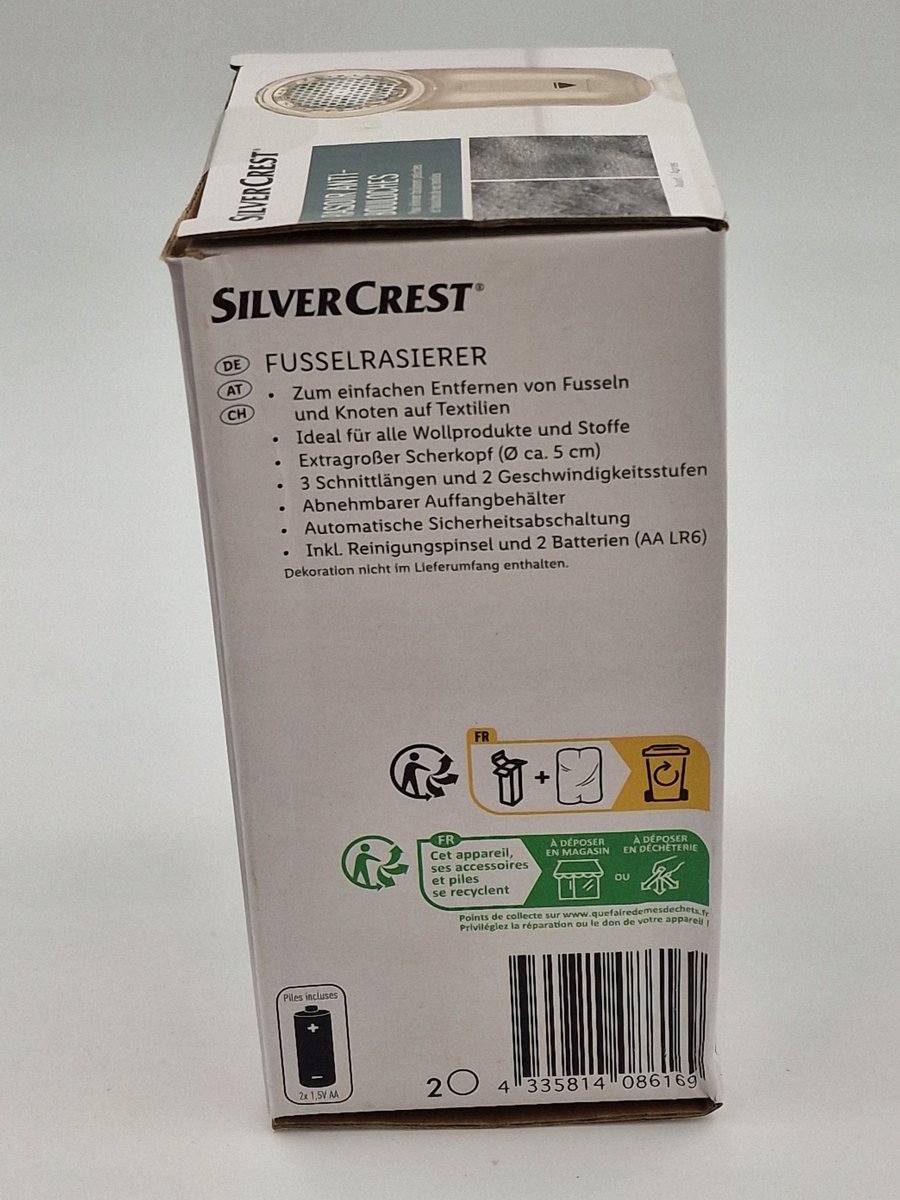 SILVERCREST®
RASOIR ANTI-
BOULOCHES
SILVERCREST®
DE FUSSELRASIERER
AT
CH
• Zum einfachen Entfernen von Fusseln
und Knoten auf Textilien
• Ideal für alle Wollprodukte und Stoffe
• Extragroßer Scherkopf (Ø ca. 5 cm)
• 3 Schnittlängen und 2 Geschwindigkeitsstufen
• Abnehmbarer Auffangbehälter
• Automatische Sicherheitsabschaltung
• Inkl. Reinigungspinsel und 2 Batterien (AA LR6)
Dekoration nicht im Lieferumfang enthalten.
FR
+
FR
Cet appareil,
ses accessoires
et piles
se recyclent
À DÉPOSER
EN MAGASIN
OU
À DÉPOSER
EN DÉCHÈTERIE
Points de collecte sur www.quefairedemesdechets.fr
Privilégiez la réparation ou le don de votre appareil !
Piles incluses
+
–
2x 1,5V AA
2
4 335814 086169